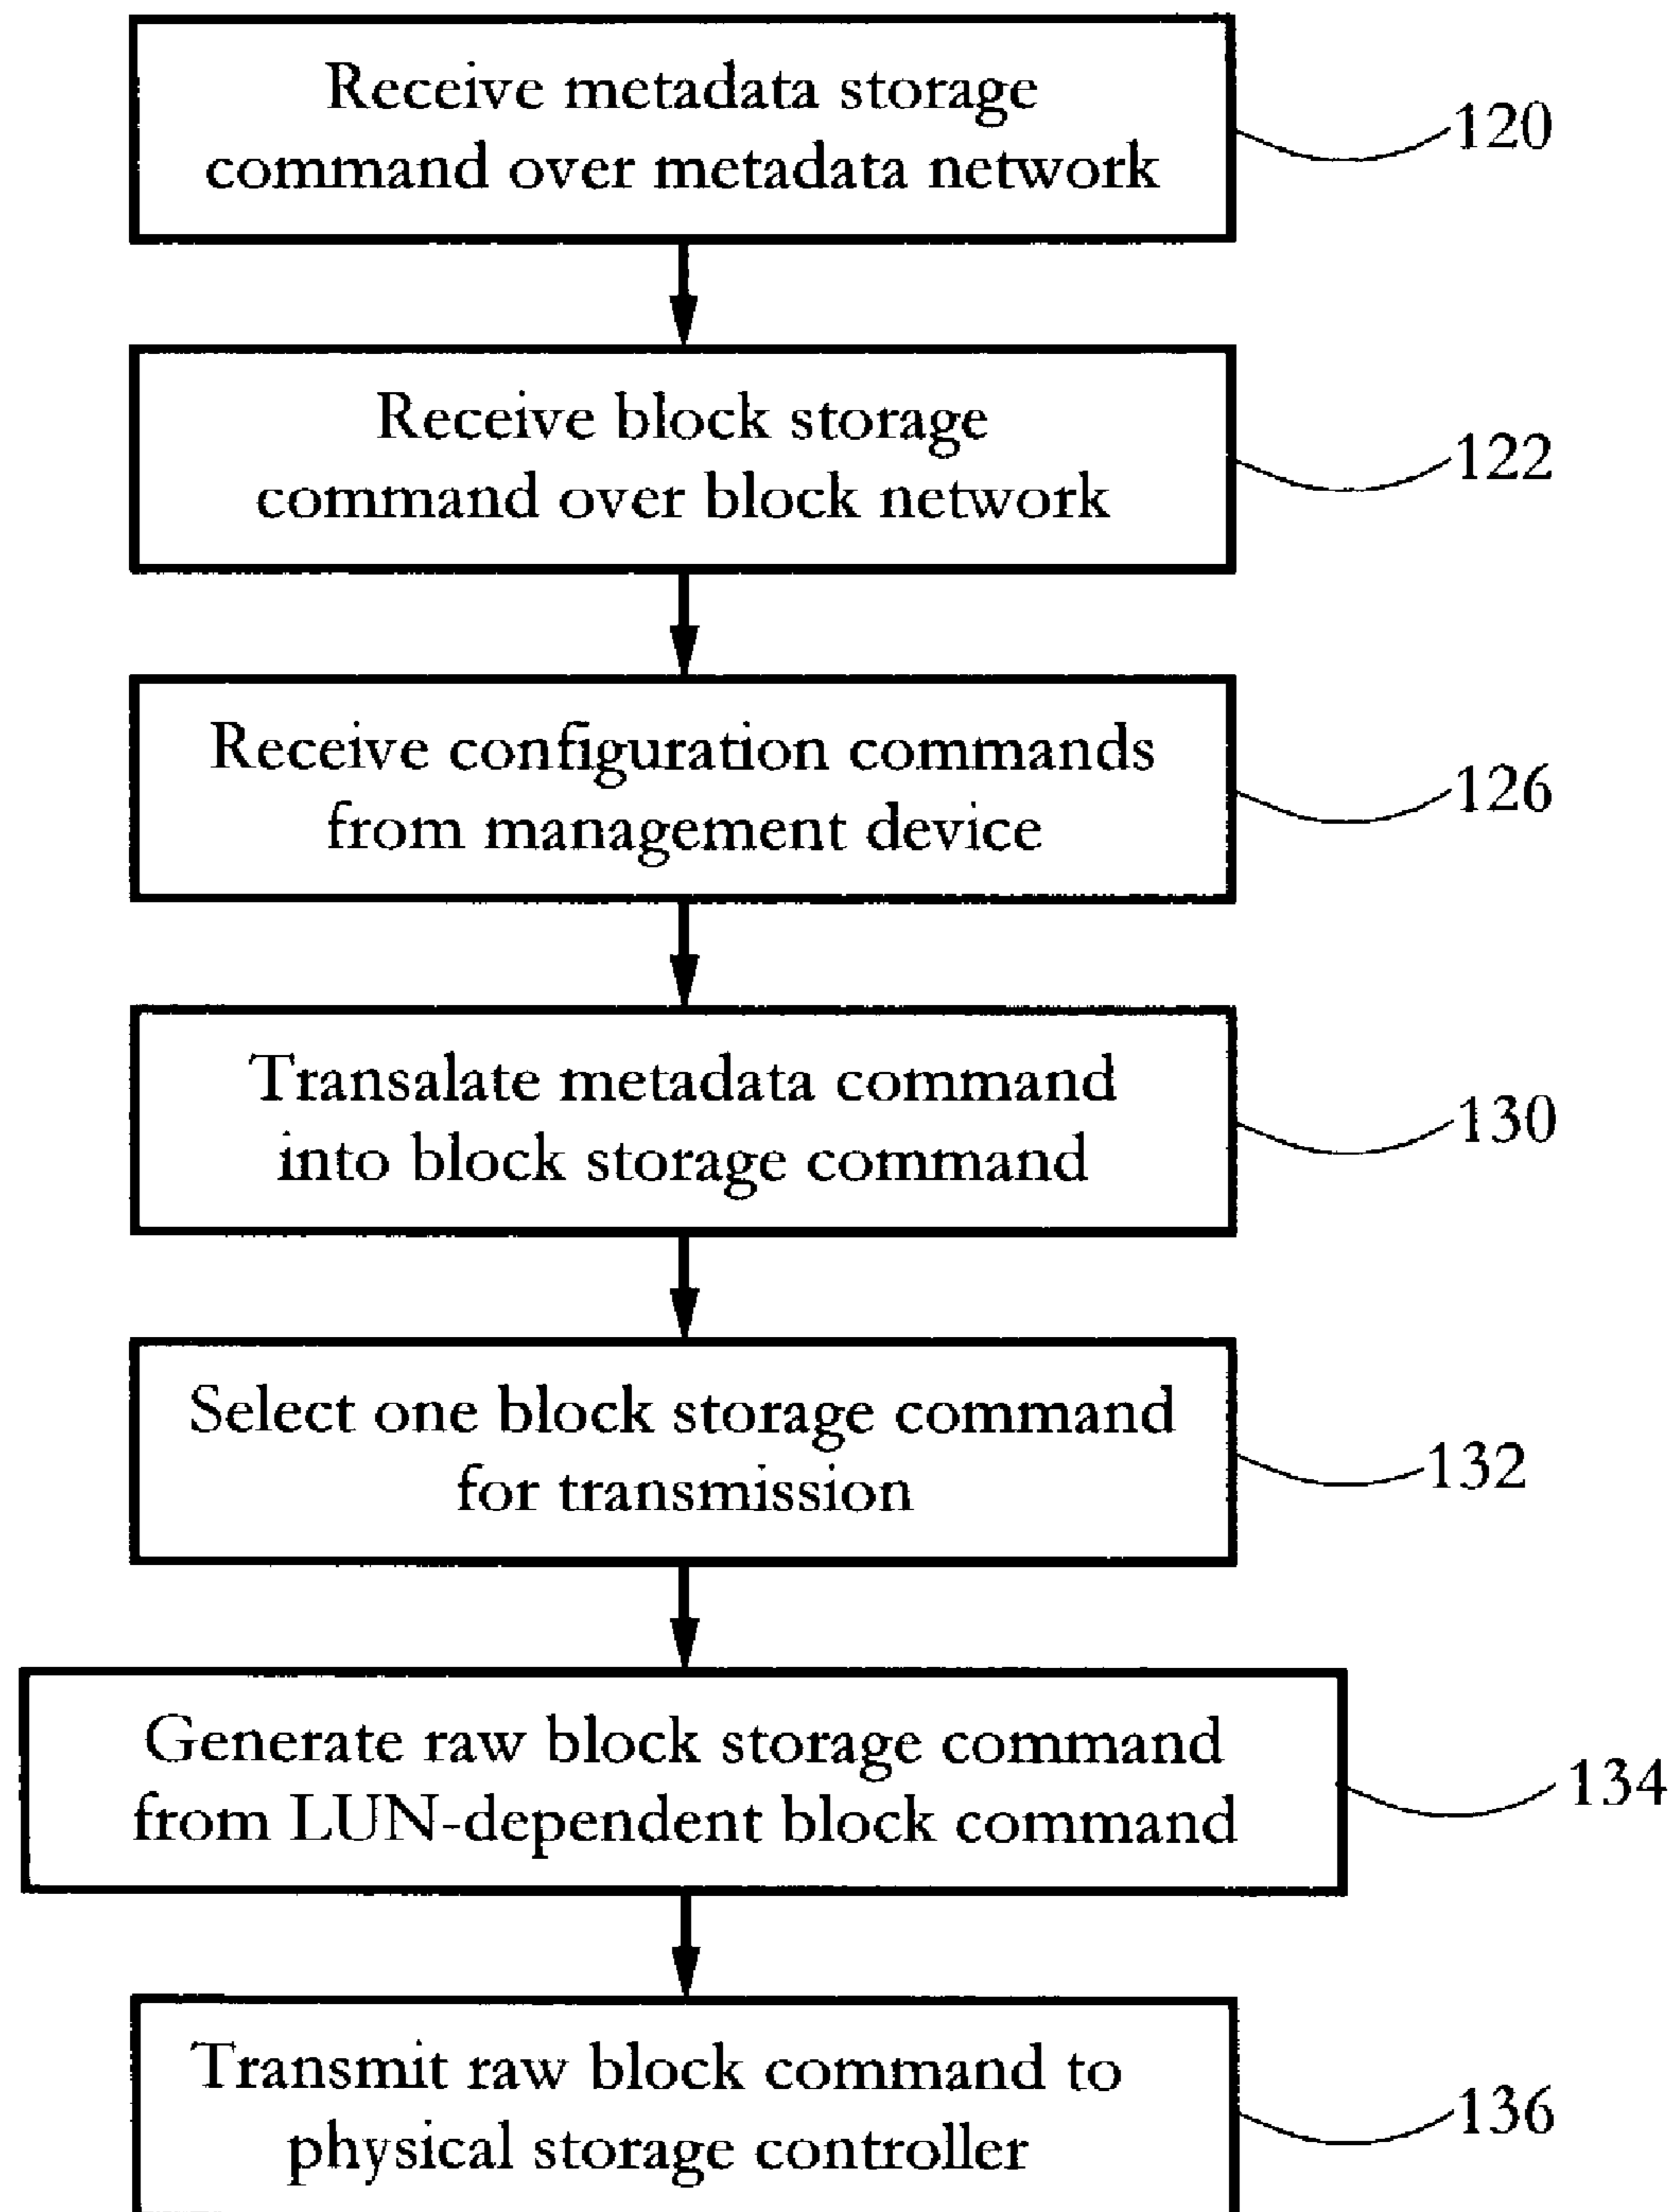 Receive metadata storage
command over metadata network
120
Receive block storage
command over block network
122
Receive configuration commands
from management device
126
Transalate metadata command
into block storage command
130
Select one block storage command
for transmission
132
Generate raw block storage command
from LUN-dependent block command
134
Transmit raw block command to
physical storage controller
136